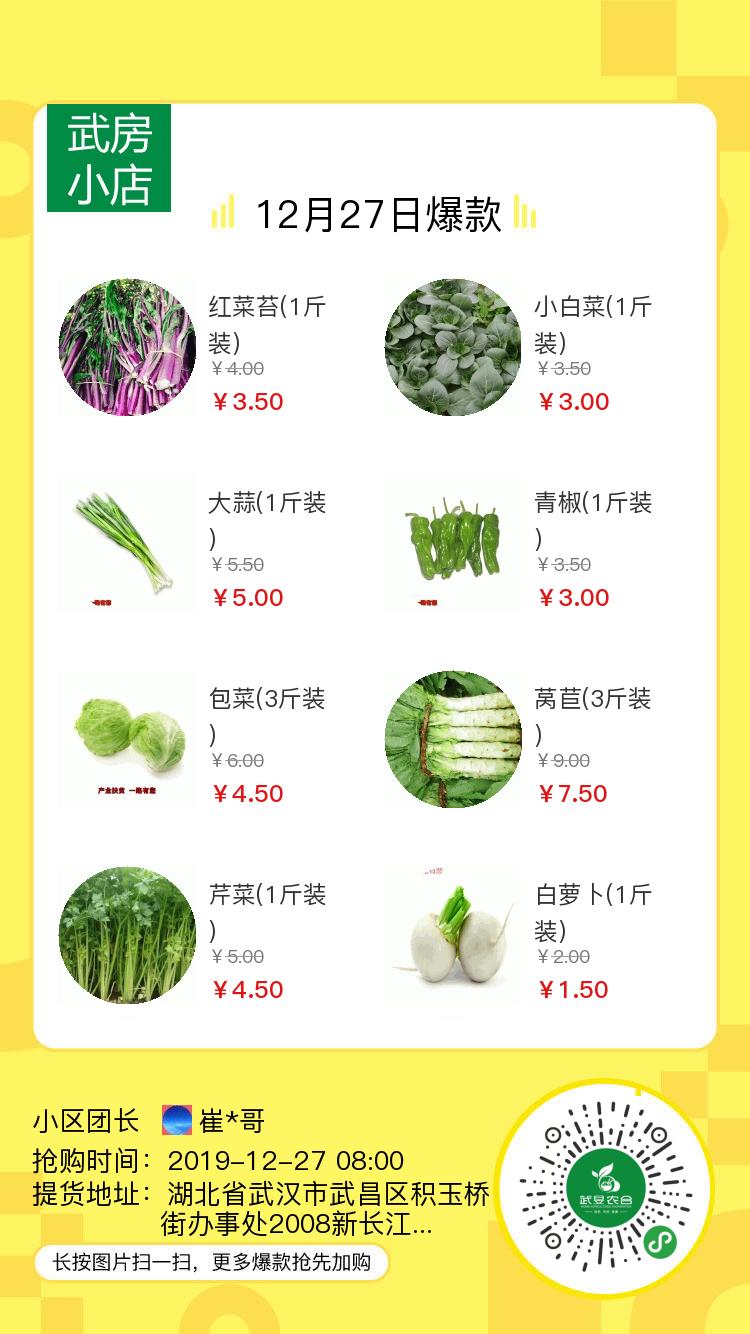 武房
小店
12月27日爆款
红菜苔(1斤
装)
¥4.00
¥3.50
小白菜(1斤
装)
¥3.50
¥3.00
大蒜(1斤装
)
¥5.50
¥5.00
青椒(1斤装
)
¥3.50
¥3.00
包菜(3斤装
)
¥6.00
¥4.50
产业扶贫 一路有您
莴苣(3斤装
)
¥9.00
¥7.50
芹菜(1斤装
)
¥5.00
¥4.50
白萝卜(1斤
装)
¥2.00
¥1.50
小区团长 崔*哥
抢购时间：2019-12-27 08:00
提货地址：湖北省武汉市武昌区积玉桥
街办事处2008新长江...
长按图片扫一扫，更多爆款抢先加购